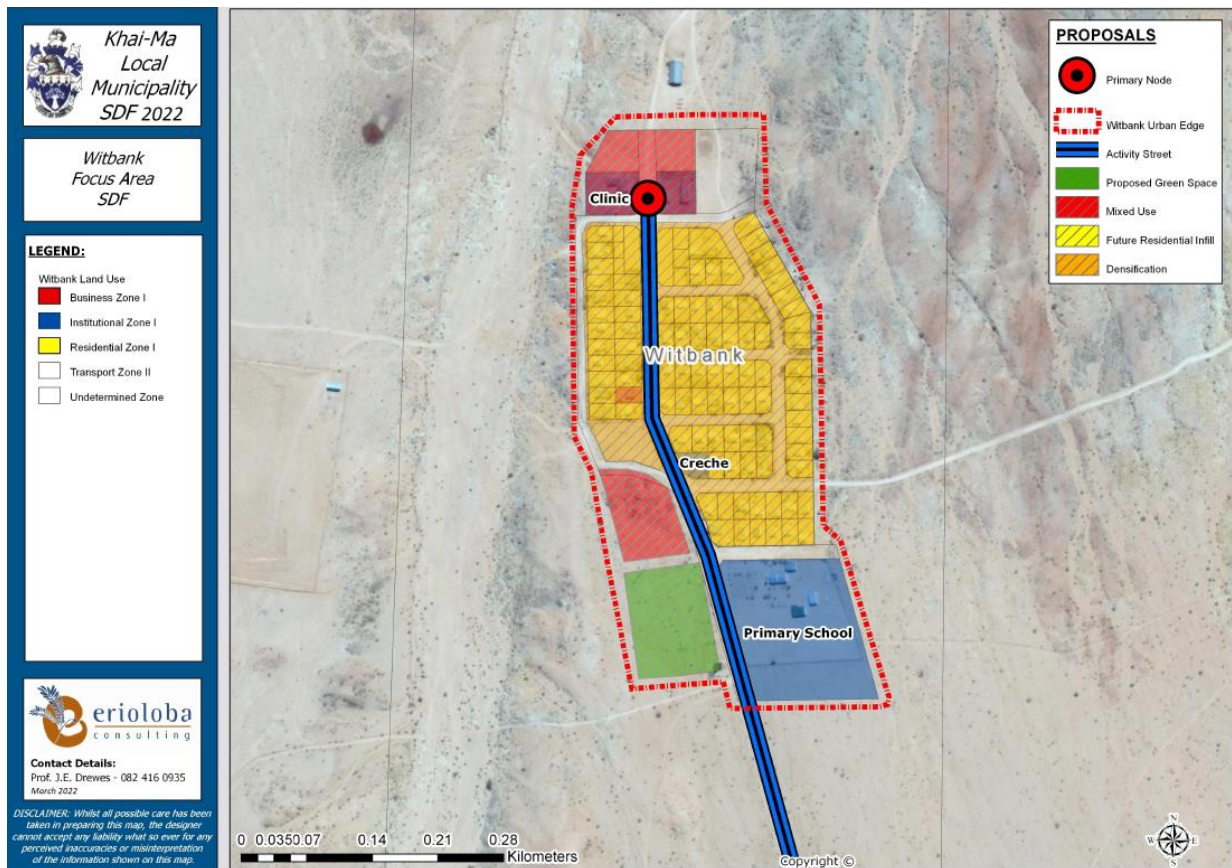 Khai-Ma
Local
Municipality
SDF 2022
Witbank
Focus Area
SDF
LEGEND:
Witbank Land Use
Business Zone I
Institutional Zone I
Residential Zone I
Transport Zone II
Undetermined Zone
erioloba
consulting
Contact Details:
Prof. J.E. Drewes - 082 416 0935
March 2022
DISCLAIMER: Whilst all possible care has been
taken in preparing this map, the designer
cannot accept any liability what so ever for any
perceived inaccuracies or misinterpretation
of the information shown on this map.
Clinic
Witbank
Creche
Primary School
PROPOSALS
Primary Node
Witbank Urban Edge
Activity Street
Proposed Green Space
Mixed Use
Future Residential Infill
Densification
0 0.0350.07 0.14 0.21 0.28
Kilometers
Copyright ©
N
W E
S